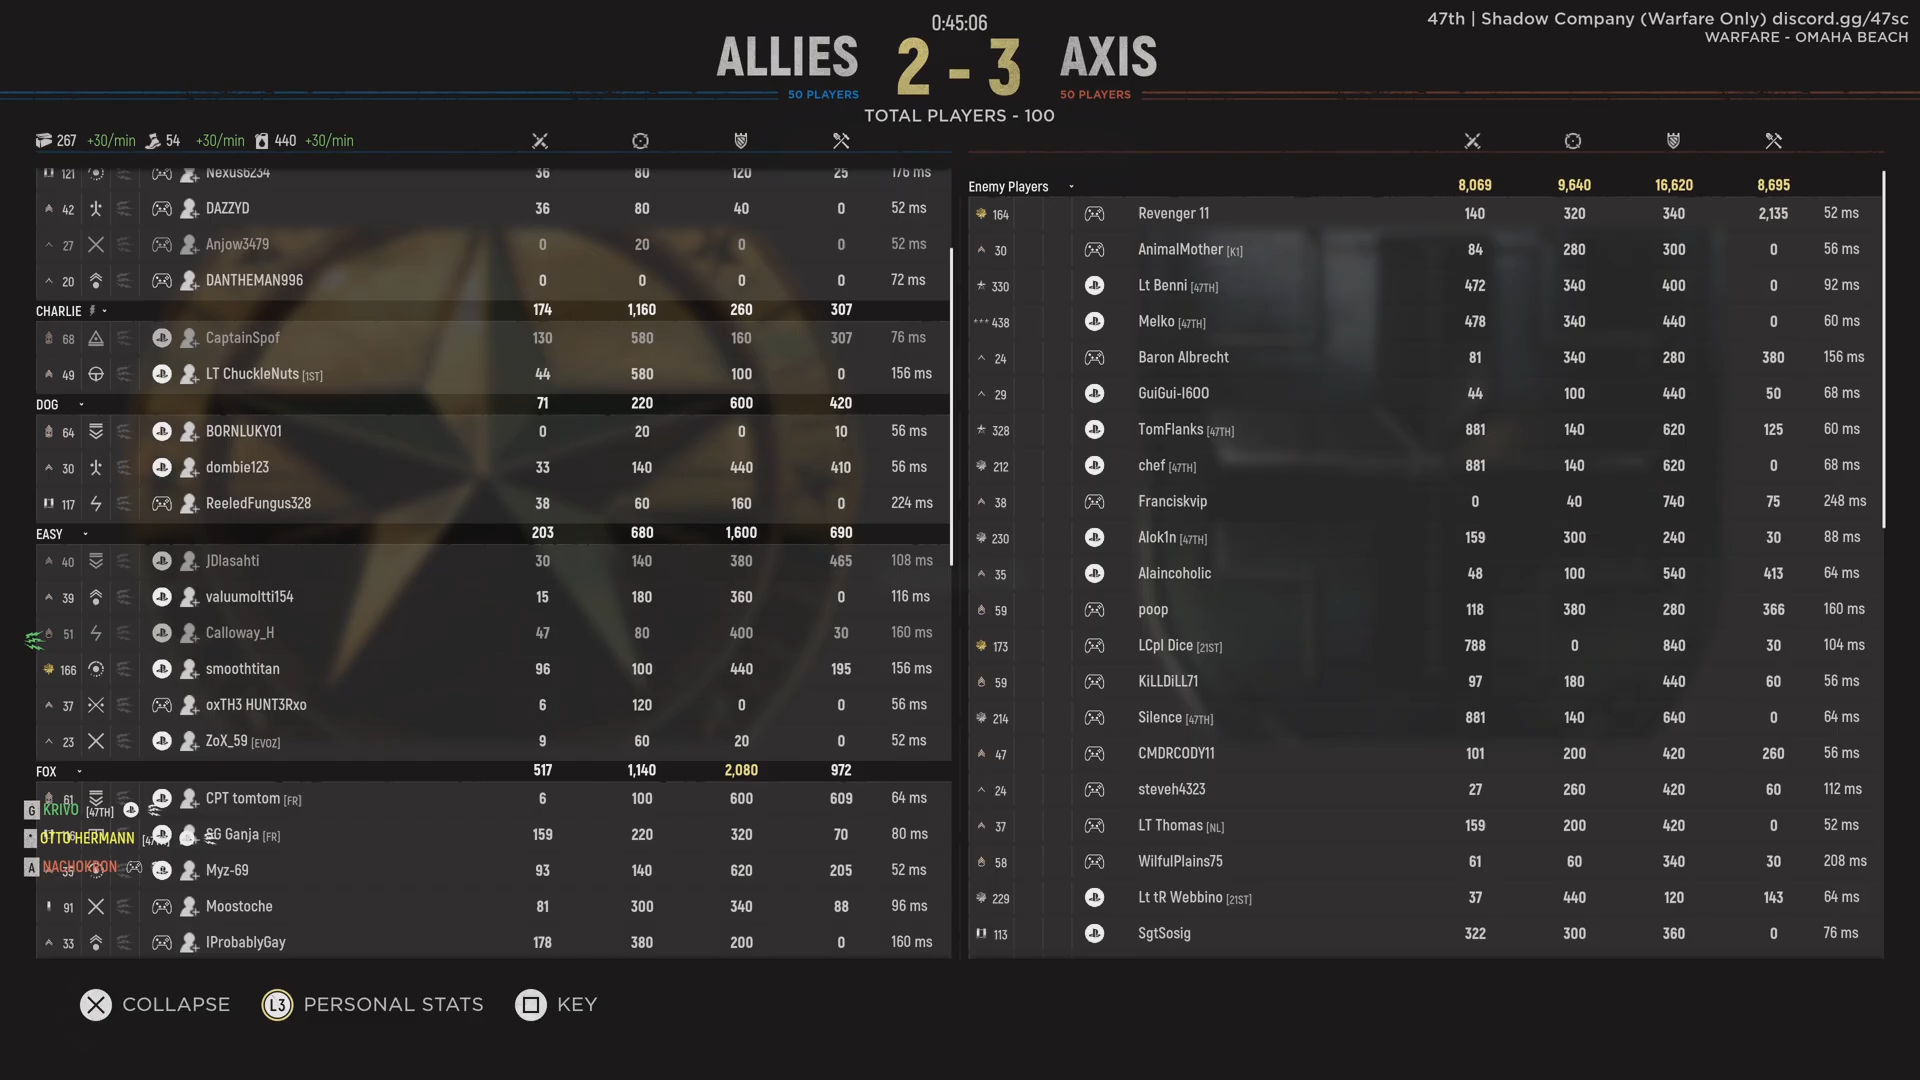 0:45:06
47th | Shadow Company (Warfare Only) discord.gg/47sc
WARFARE - OMAHA BEACH
ALLIES 2 - 3 AXIS
50 PLAYERS 50 PLAYERS
TOTAL PLAYERS - 100
267 +30/min 54 +30/min 440 +30/min
121 Nexus6234 36 80 120 25 176 ms
42 DAZZYD 36 80 40 0 52 ms
27 Anjow3479 0 20 0 0 52 ms
20 DANTHEMAN996 0 0 0 0 72 ms
CHARLIE 174 1,160 260 307
68 CaptainSpof 130 580 160 307 76 ms
49 LT ChuckleNuts [1ST] 44 580 100 0 156 ms
DOG 71 220 600 420
64 BORNLUKY01 0 20 0 10 56 ms
30 dombie123 33 140 440 410 56 ms
117 ReeledFungus328 38 60 160 0 224 ms
EASY 203 680 1,600 690
40 JDlasahti 30 140 380 465 108 ms
39 valuumoltti154 15 180 360 0 116 ms
51 Calloway_H 47 80 400 30 160 ms
166 smoothtitan 96 100 440 195 156 ms
37 oxTH3 HUNT3Rxo 6 120 0 0 56 ms
23 ZoX_59 [EVOZ] 9 60 20 0 52 ms
FOX 517 1,140 2,080 972
61 CPT tomtom [FR] 6 100 600 609 64 ms
G KRIVO [47TH]
SG Ganja [FR] 159 220 320 70 80 ms
OTTO HERMANN
A NACHOKRON
Myz-69 93 140 620 205 52 ms
91 Moostoche 81 300 340 88 96 ms
33 IProbablyGay 178 380 200 0 160 ms
Enemy Players 8,069 9,640 16,620 8,695
164 Revenger 11 140 320 340 2,135 52 ms
30 AnimalMother [K1] 84 280 300 0 56 ms
330 Lt Benni [47TH] 472 340 400 0 92 ms
438 Melko [47TH] 478 340 440 0 60 ms
24 Baron Albrecht 81 340 280 380 156 ms
29 GuiGui-I600 44 100 440 50 68 ms
328 TomFlanks [47TH] 881 140 620 125 60 ms
212 chef [47TH] 881 140 620 0 68 ms
38 Franciskvip 0 40 740 75 248 ms
230 Alok1n [47TH] 159 300 240 30 88 ms
35 Alaincoholic 48 100 540 413 64 ms
59 poop 118 380 280 366 160 ms
173 LCpl Dice [21ST] 788 0 840 30 104 ms
59 KiLLDiLL71 97 180 440 60 56 ms
214 Silence [47TH] 881 140 640 0 64 ms
47 CMDRCODY11 101 200 420 260 56 ms
24 steveh4323 27 260 420 60 112 ms
37 LT Thomas [NL] 159 200 420 0 52 ms
58 WilfulPlains75 61 60 340 30 208 ms
229 Lt tR Webbino [21ST] 37 440 120 143 64 ms
113 SgtSosig 322 300 360 0 76 ms
COLLAPSE L3 PERSONAL STATS KEY